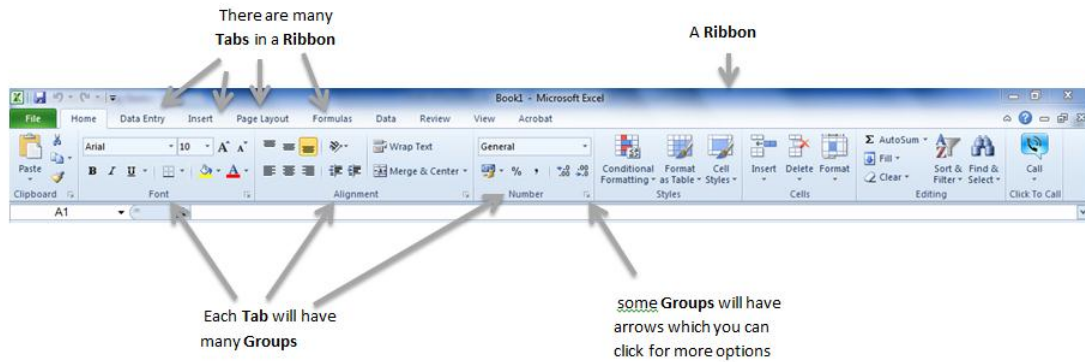 There are many
Tabs in a Ribbon
A Ribbon
Book1 - Microsoft Excel
File Home Data Entry Insert Page Layout Formulas Data Review View Acrobat
Arial 10 A A Wrap Text General Σ AutoSum
Fill
Paste B I U A Merge & Center % , .0 .00 .00 .0 Conditional Formatting Format as Table Cell Styles Insert Delete Format Clear Sort & Filter Find & Select Call
Clipboard Font Alignment Number Styles Cells Editing Click To Call
A1
Each Tab will have
many Groups
some Groups will have
arrows which you can
click for more options